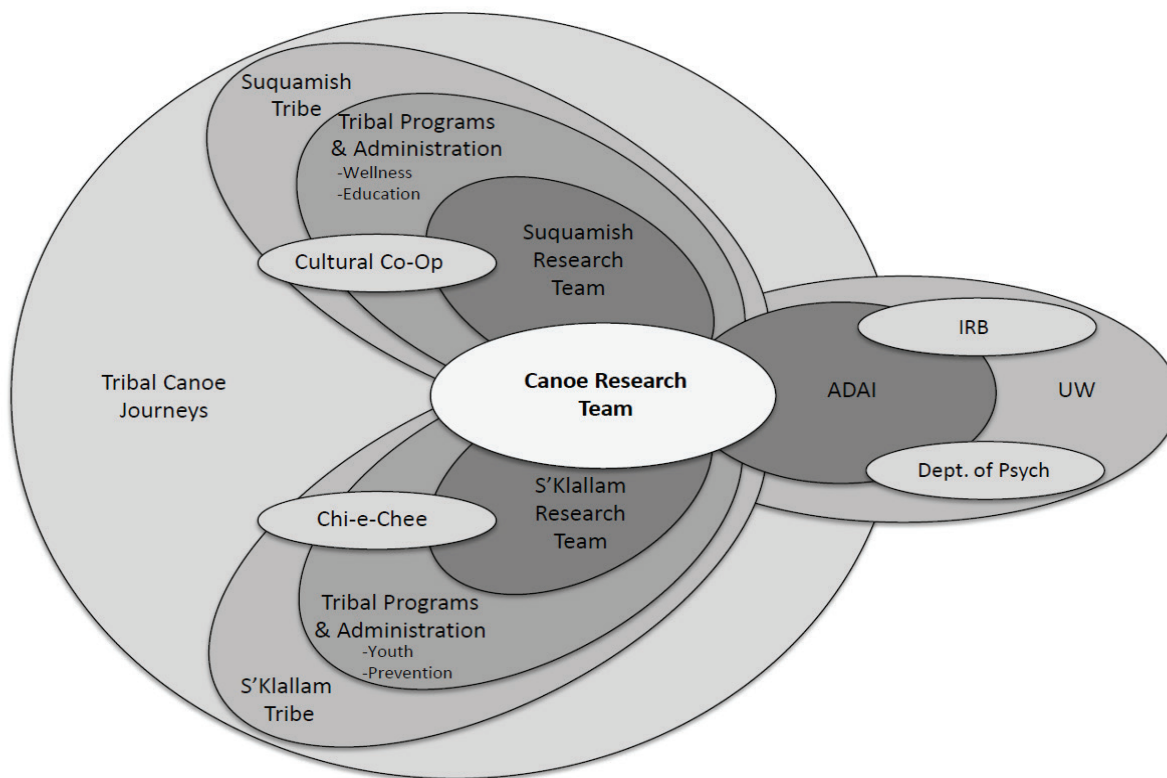 Suquamish
Tribe
Tribal Programs
& Administration
-Wellness
-Education
Suquamish
Research
Team
Cultural Co-Op
IRB
Tribal Canoe
Journeys
Canoe Research
Team
ADAI
UW
Dept. of Psych
S’Klallam
Research
Team
Chi-e-Chee
Tribal Programs
& Administration
-Youth
-Prevention
S’Klallam
Tribe